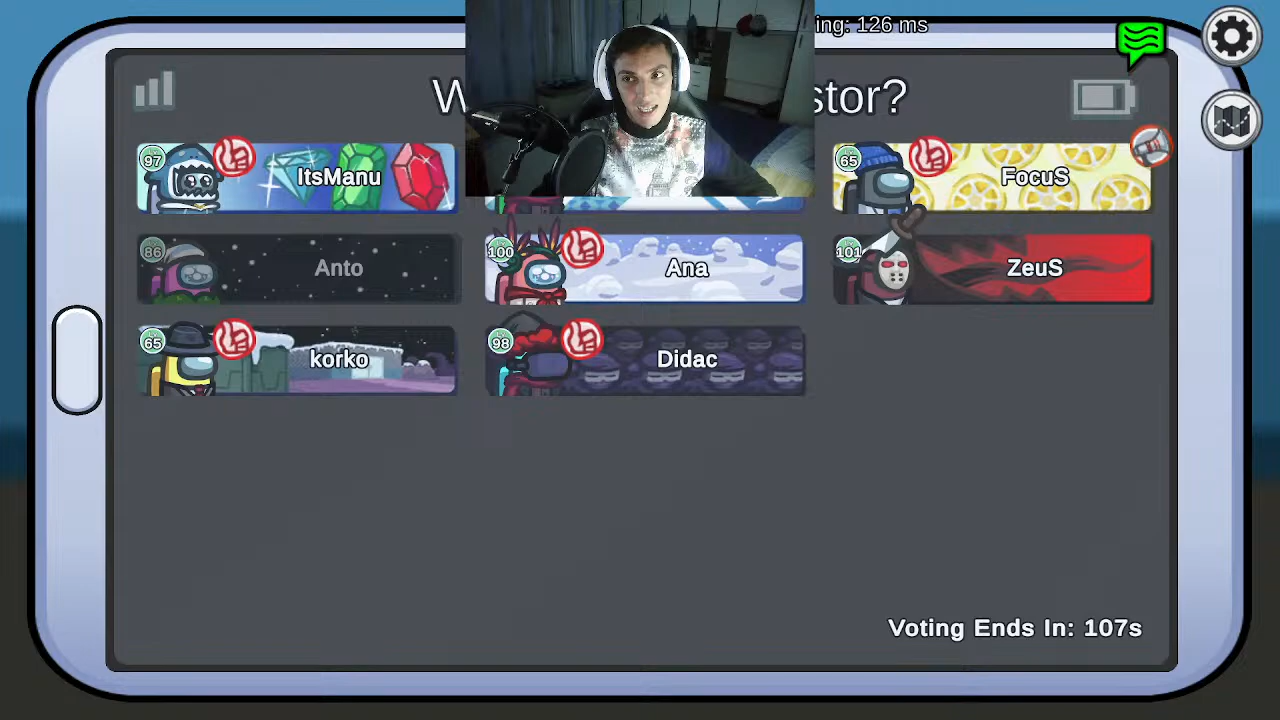 ing: 126 ms
W stor?
97 ItsManu
65 FocuS
86 Anto
100 Ana
101 ZeuS
65 korko
98 Didac
Voting Ends In: 107s